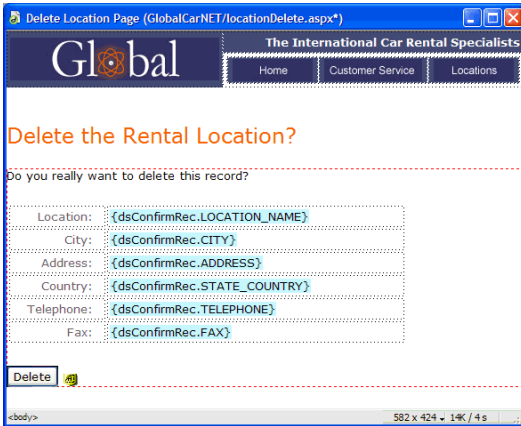 Delete Location Page (GlobalCarNET/locationDelete.aspx*)
Global
The International Car Rental Specialists
Home Customer Service Locations
Delete the Rental Location?
Do you really want to delete this record?
Location: {dsConfirmRec.LOCATION_NAME}
City: {dsConfirmRec.CITY}
Address: {dsConfirmRec.ADDRESS}
Country: {dsConfirmRec.STATE_COUNTRY}
Telephone: {dsConfirmRec.TELEPHONE}
Fax: {dsConfirmRec.FAX}
Delete
<body> 582 x 424 14K / 4 s